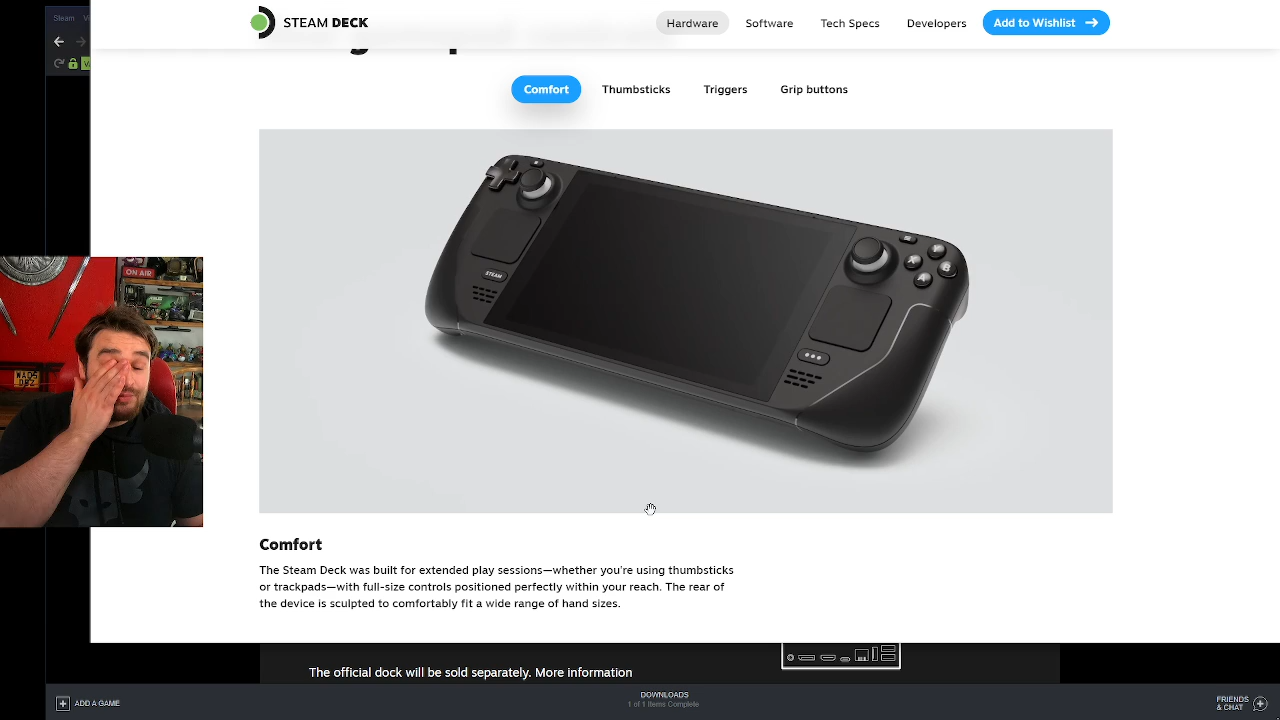 Steam
STEAM DECK
Hardware
Software
Tech Specs
Developers
Add to Wishlist
Comfort
Thumbsticks
Triggers
Grip buttons
STEAM
Y
X
B
A
ON AIR
Comfort
The Steam Deck was built for extended play sessions—whether you're using thumbsticks
or trackpads—with full-size controls positioned perfectly within your reach. The rear of
the device is sculpted to comfortably fit a wide range of hand sizes.
The official dock will be sold separately. More information
ADD A GAME
DOWNLOADS
1 of 1 Items Complete
FRIENDS
& CHAT